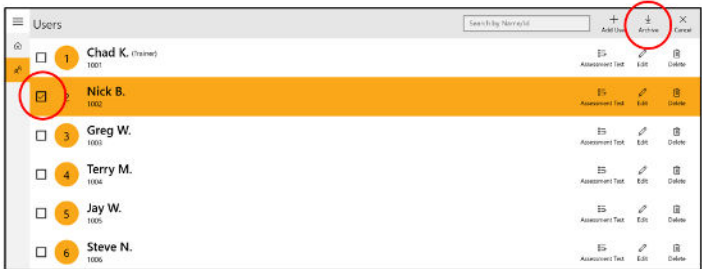 Users
Search by Name/Id
Add User
Archive
Cancel
1 Chad K. (Trainer)
1001
Assessment Test Edit Delete
2 Nick B.
1002
Assessment Test Edit Delete
3 Greg W.
1003
Assessment Test Edit Delete
4 Terry M.
1004
Assessment Test Edit Delete
5 Jay W.
1005
Assessment Test Edit Delete
6 Steve N.
1006
Assessment Test Edit Delete